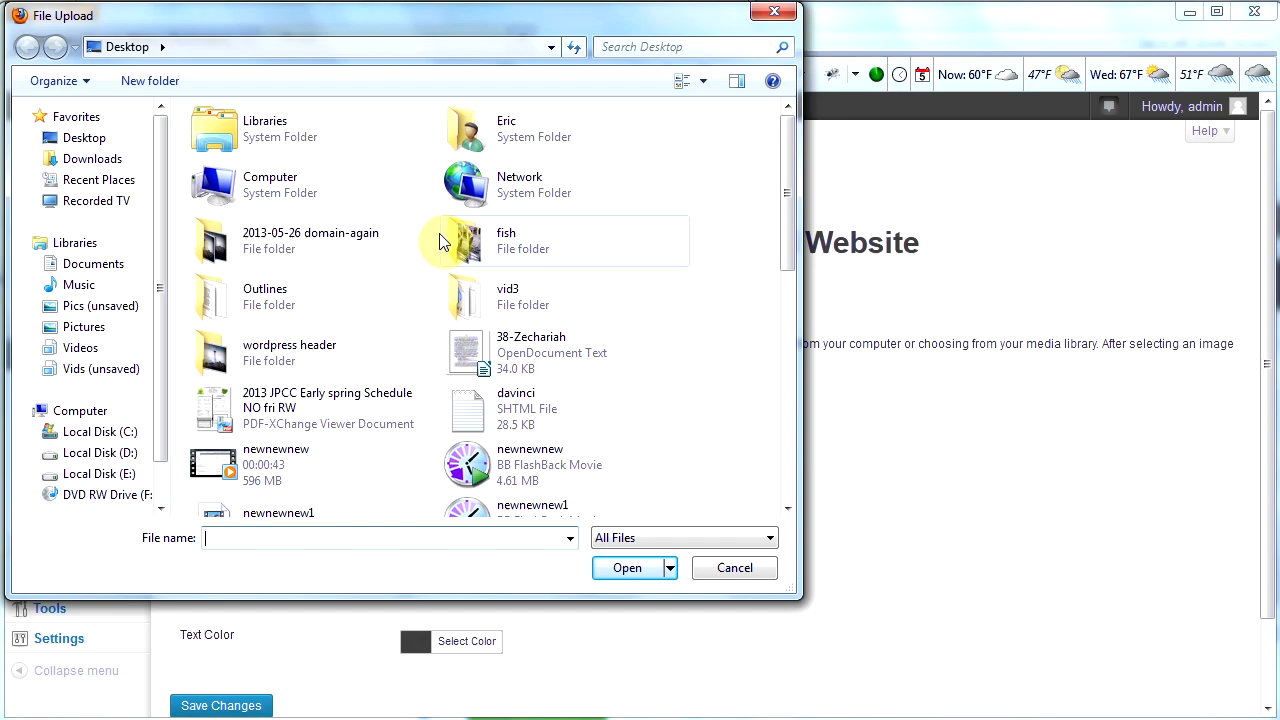 File Upload
Desktop
Search Desktop
Organize
New folder
Now: 60°F
47°F
Wed: 67°F
51°F
5
Howdy, admin
Help
Favorites
Desktop
Downloads
Recent Places
Recorded TV
Libraries
Documents
Music
Pics (unsaved)
Pictures
Videos
Vids (unsaved)
Computer
Local Disk (C:)
Local Disk (D:)
Local Disk (E:)
DVD RW Drive (F:
Libraries
System Folder
Eric
System Folder
Computer
System Folder
Network
System Folder
2013-05-26 domain-again
File folder
fish
File folder
Outlines
File folder
vid3
File folder
wordpress header
File folder
38-Zechariah
OpenDocument Text
34.0 KB
2013 JPCC Early spring Schedule
NO fri RW
PDF-XChange Viewer Document
davinci
SHTML File
28.5 KB
newnewnew
00:00:43
596 MB
newnewnew
BB FlashBack Movie
4.61 MB
newnewnew1
newnewnew1
File name:
All Files
Open
Cancel
Website
om your computer or choosing from your media library. After selecting an image
Tools
Settings
Collapse menu
Text Color
Select Color
Save Changes